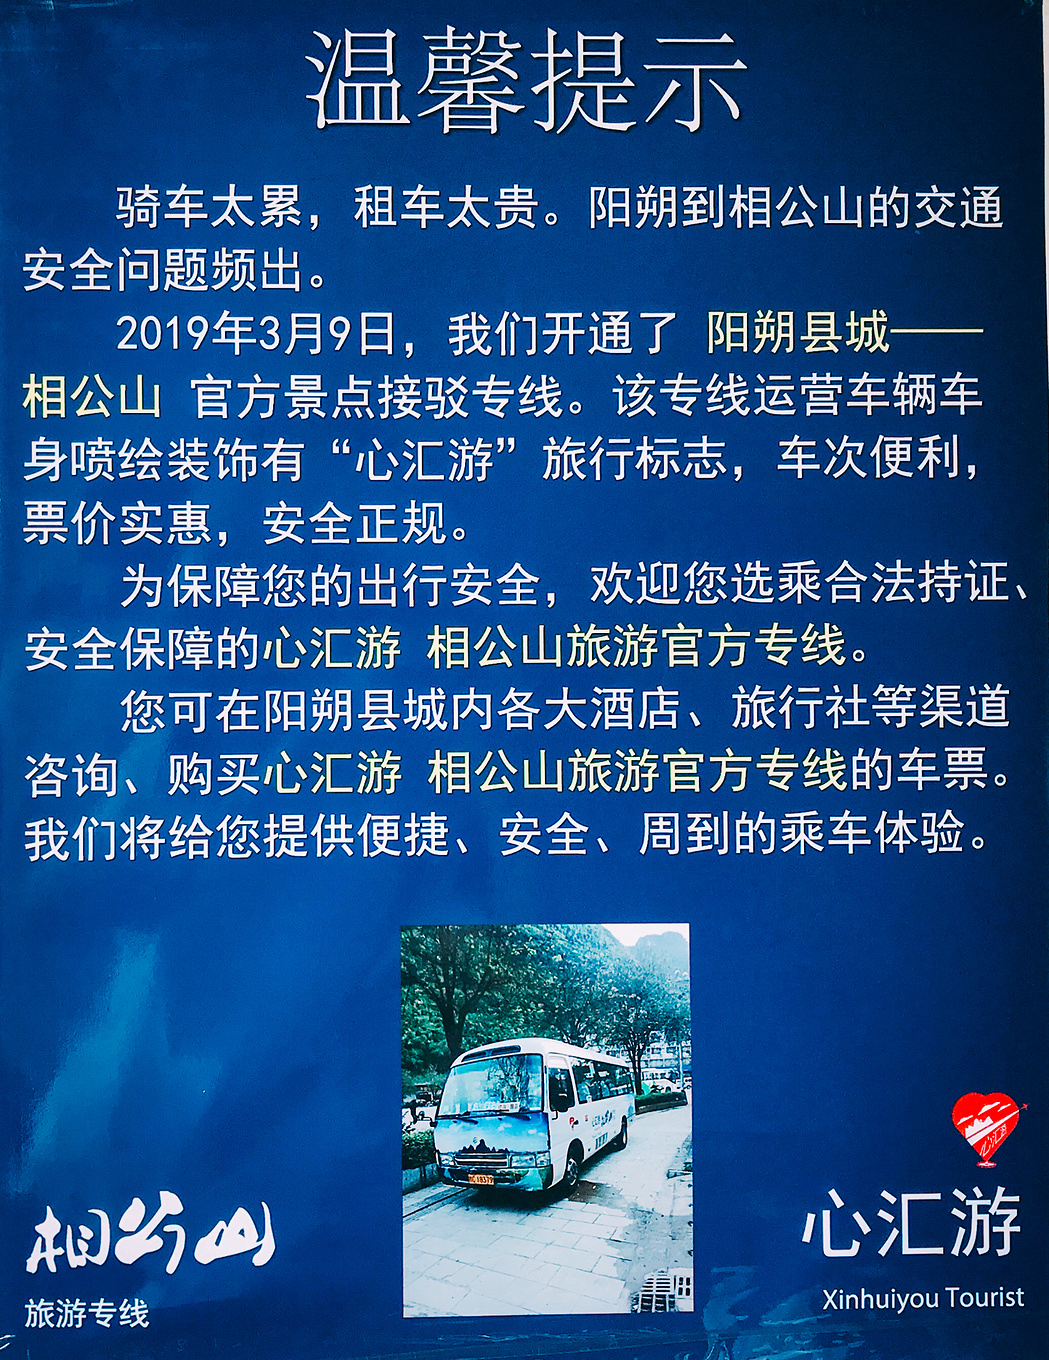 温馨提示
骑车太累，租车太贵。阳朔到相公山的交通
安全问题频出。
2019年3月9日，我们开通了 阳朔县城——
相公山 官方景点接驳专线。该专线运营车辆车
身喷绘装饰有“心汇游”旅行标志，车次便利，
票价实惠，安全正规。
为保障您的出行安全，欢迎您选乘合法持证、
安全保障的心汇游 相公山旅游官方专线。
您可在阳朔县城内各大酒店、旅行社等渠道
咨询、购买心汇游 相公山旅游官方专线的车票。
我们将给您提供便捷、安全、周到的乘车体验。
相公山
旅游专线
心汇游
心汇游
Xinhuiyou Tourist